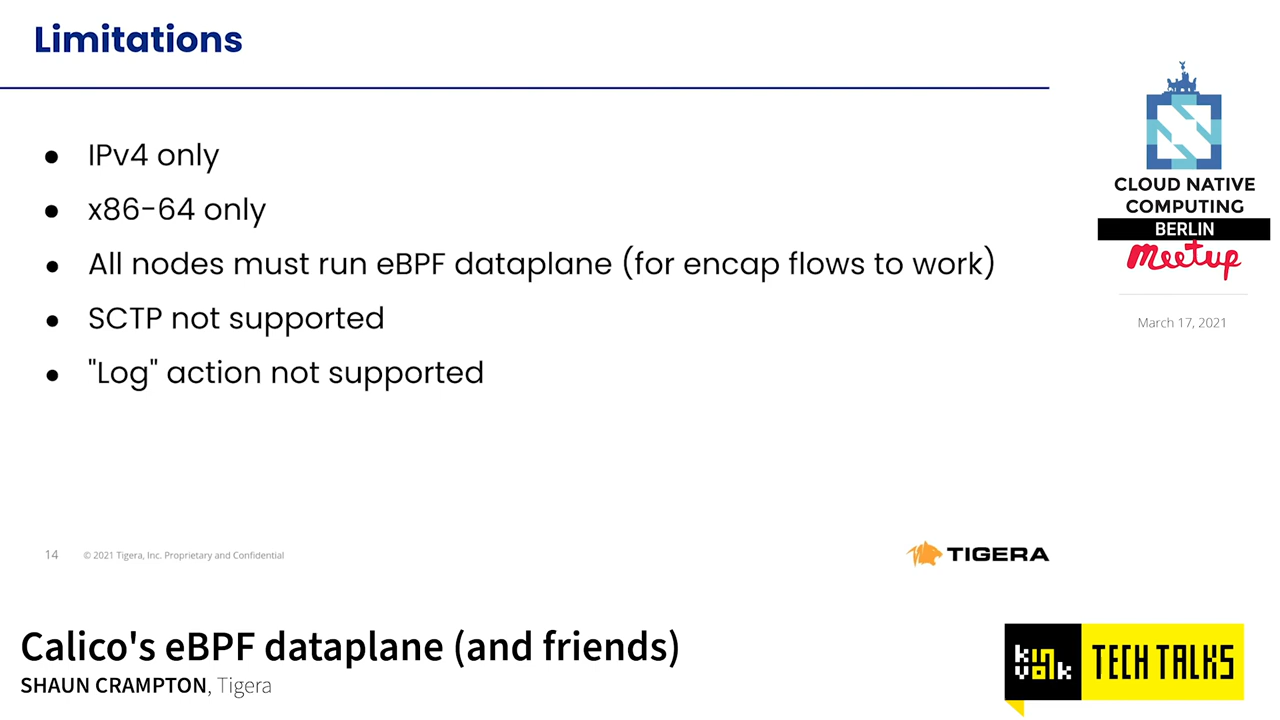 Limitations
● IPv4 only
● x86-64 only
● All nodes must run eBPF dataplane (for encap flows to work)
● SCTP not supported
● "Log" action not supported
14 © 2021 Tigera, Inc. Proprietary and Confidential
TIGERA
CLOUD NATIVE
COMPUTING
BERLIN
meetup
March 17, 2021
Calico's eBPF dataplane (and friends)
SHAUN CRAMPTON, Tigera
kinvolk TECH TALKS